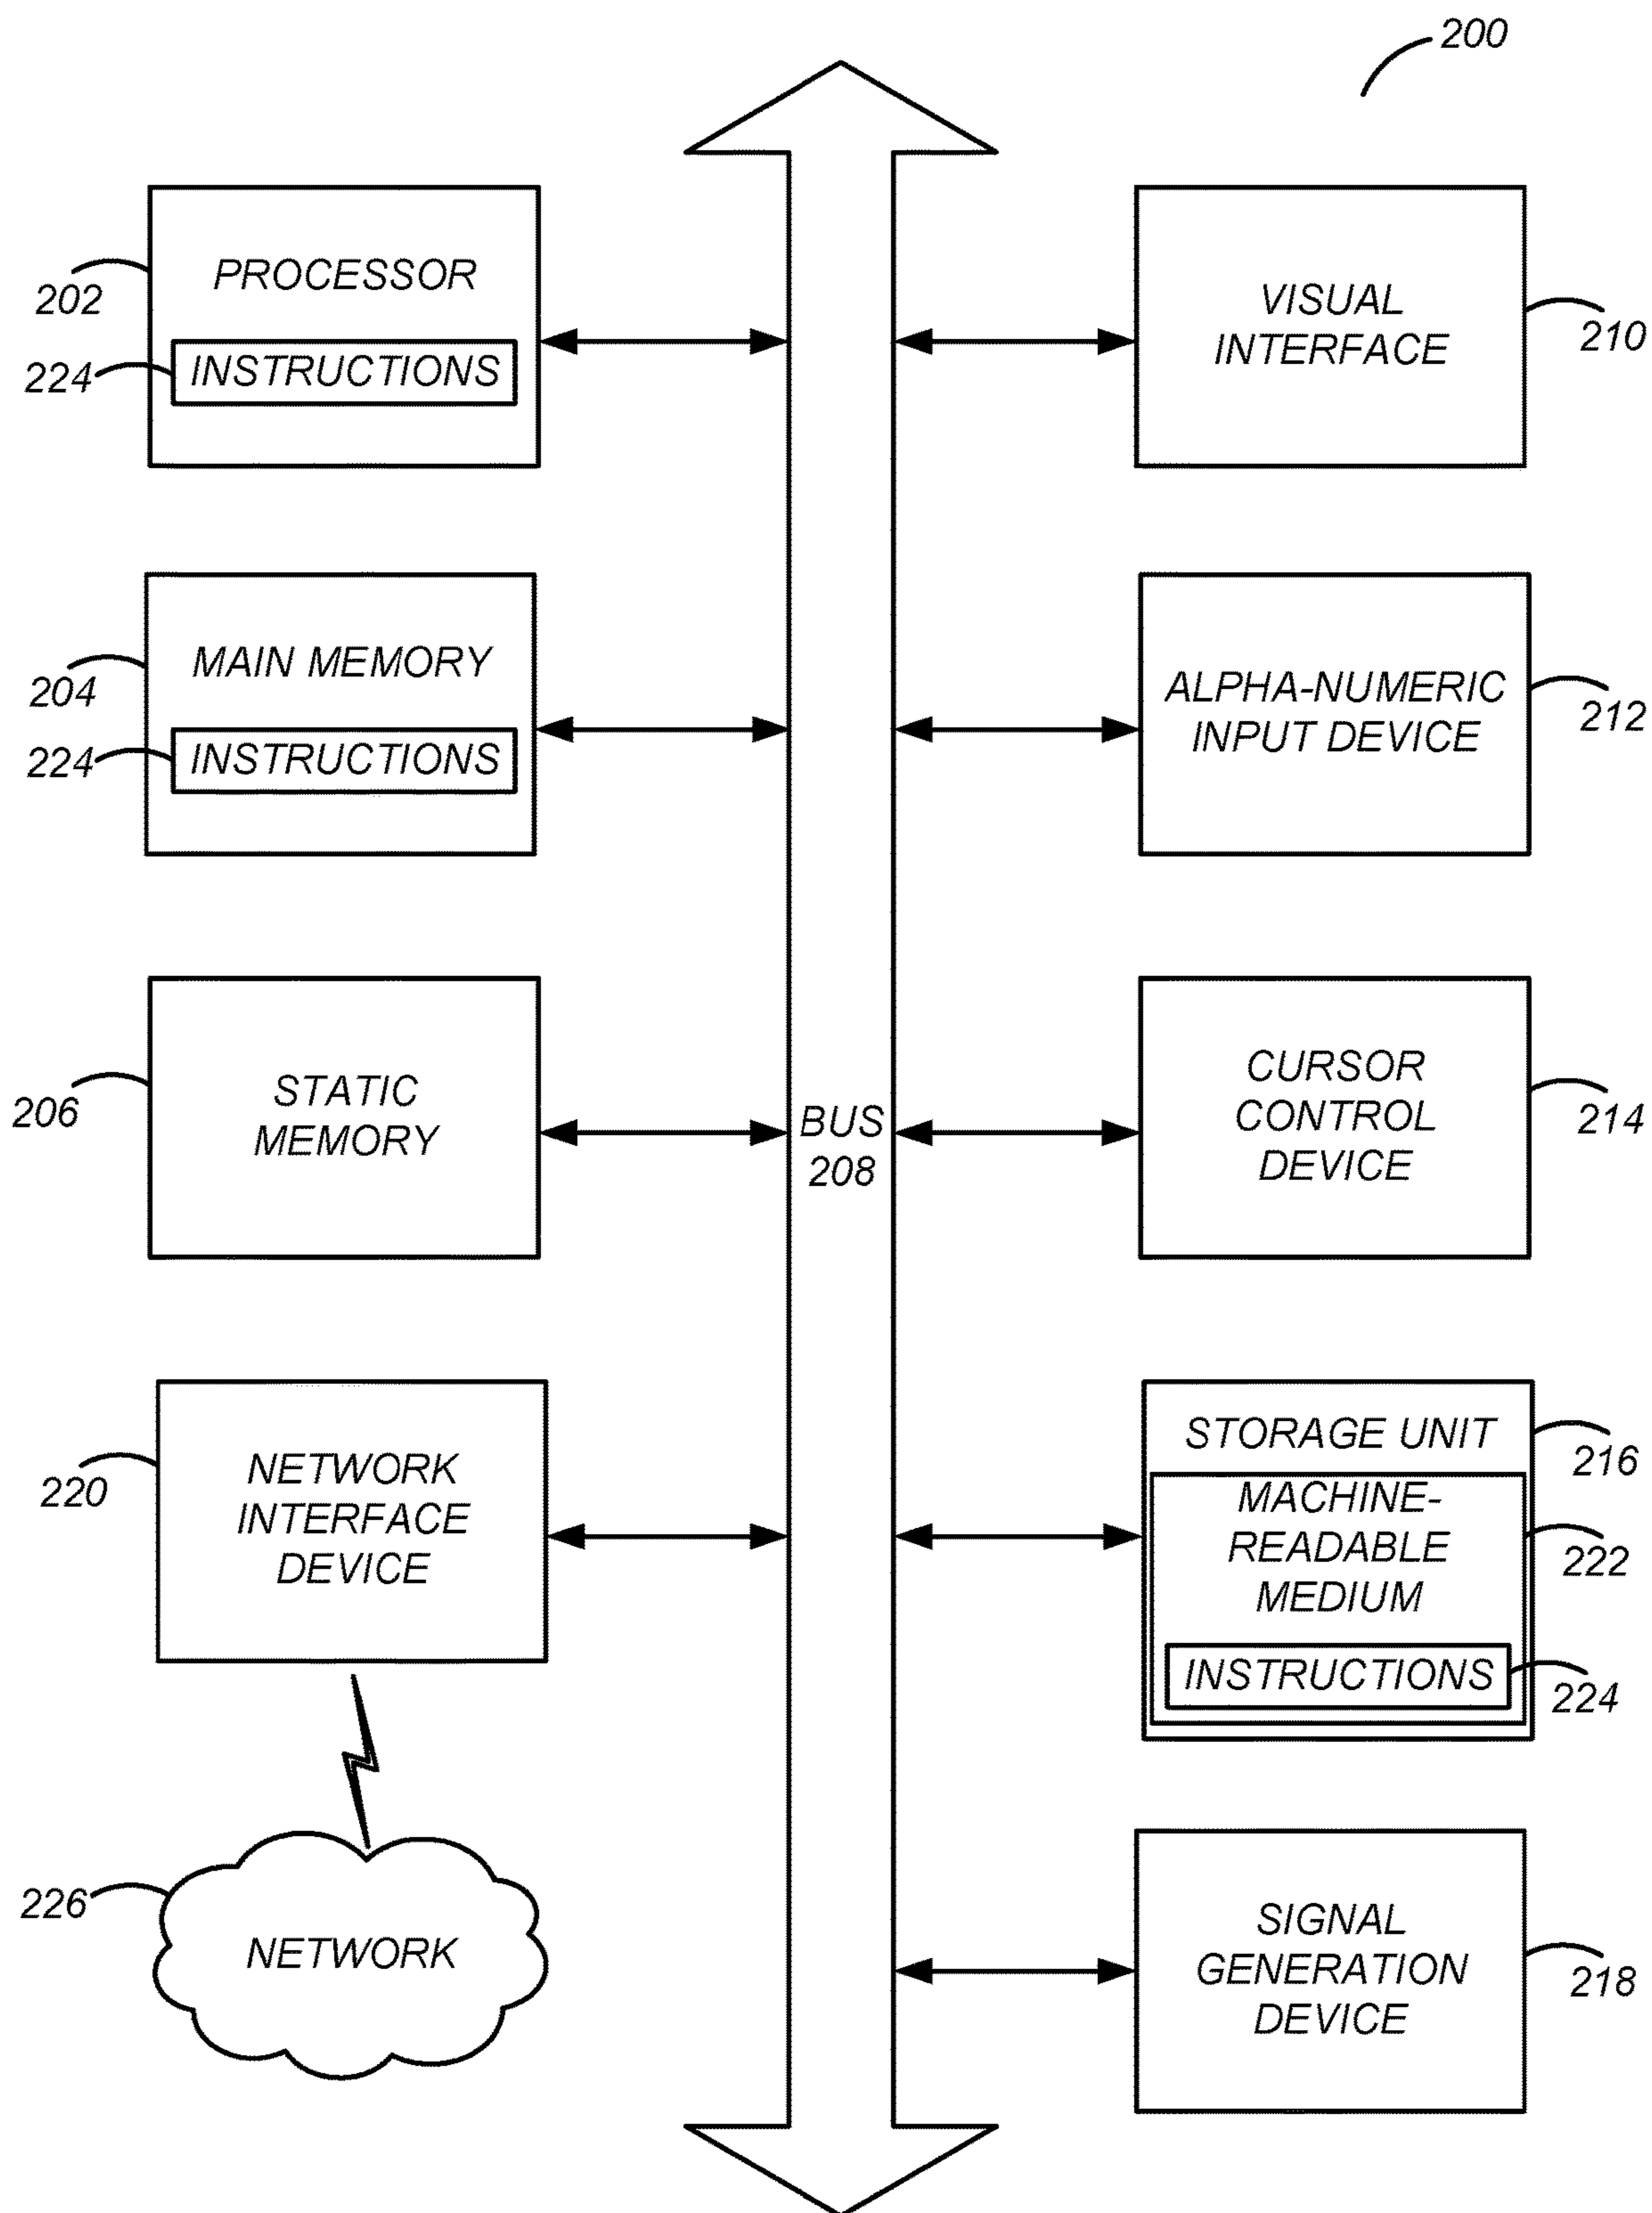 200
PROCESSOR
202
INSTRUCTIONS
224
VISUAL
INTERFACE
210
MAIN MEMORY
204
INSTRUCTIONS
224
ALPHA-NUMERIC
INPUT DEVICE
212
STATIC
MEMORY
206
BUS
208
CURSOR
CONTROL
DEVICE
214
NETWORK
INTERFACE
DEVICE
220
STORAGE UNIT
216
MACHINE-
READABLE
MEDIUM
222
INSTRUCTIONS
224
226
NETWORK
SIGNAL
GENERATION
DEVICE
218